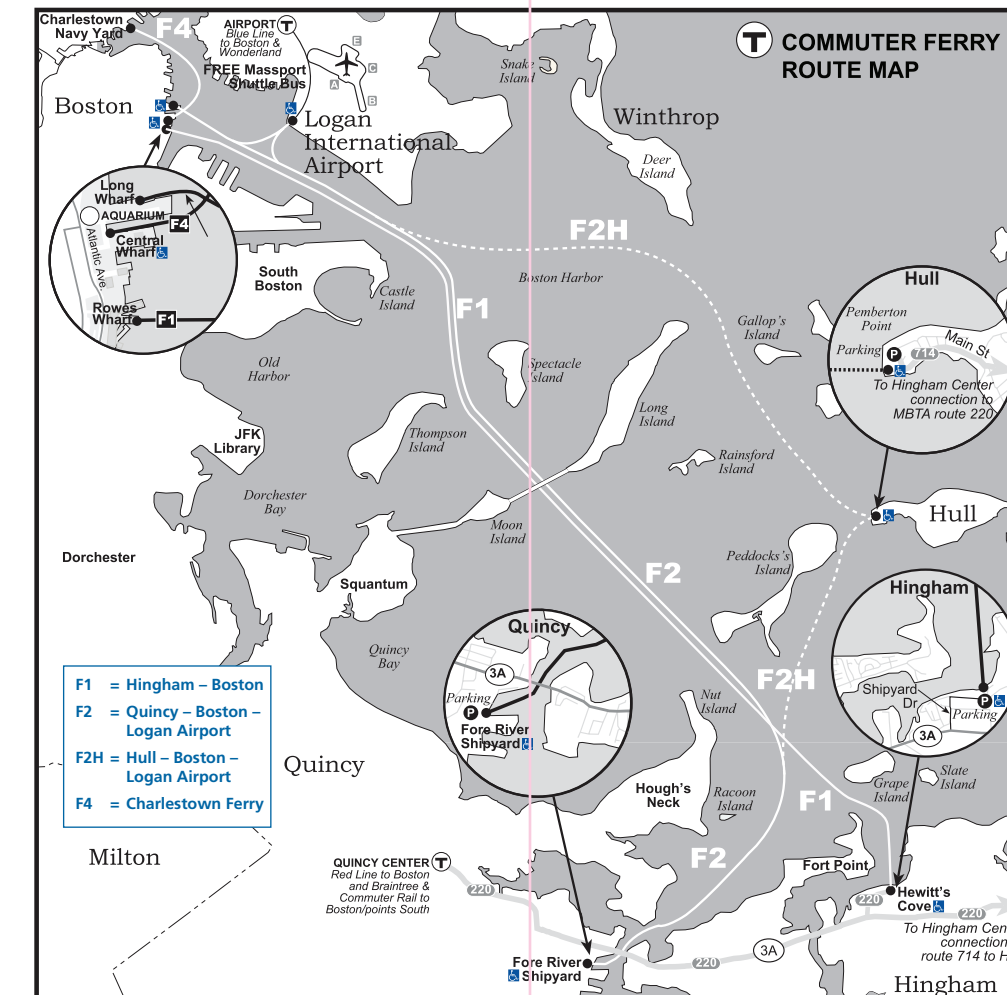 COMMUTER FERRY
ROUTE MAP
T
Charlestown
Navy Yard
F4
AIRPORT
T
Blue Line
to Boston &
Wonderland
FREE Massport
Shuttle Bus
E
C
A
B
Snake
Island
Boston
Logan
International
Airport
Winthrop
Deer
Island
Long
Wharf
AQUARIUM
F4
Central
Wharf
Atlantic Ave.
Rowes
Wharf
F1
F2H
Boston Harbor
South
Boston
Castle
Island
F1
Hull
Pemberton
Point
Parking
P
714
Main St
To Hingham Center
connection to
MBTA route 220
Gallop's
Island
Old
Harbor
Spectacle
Island
Long
Island
Thompson
Island
JFK
Library
Rainsford
Island
Dorchester
Bay
Moon
Island
Hull
Dorchester
Squantum
Peddocks's
Island
F2
Hingham
Shipyard
Dr
P
Parking
3A
Quincy
3A
Parking
P
Fore River
Shipyard
Quincy
Bay
F2H
Nut
Island
F1 = Hingham – Boston
F2 = Quincy – Boston –
Logan Airport
F2H = Hull – Boston –
Logan Airport
F4 = Charlestown Ferry
Quincy
Hough's
Neck
Racoon
Island
F1
Grape
Island
Slate
Island
Milton
F2
Fort Point
QUINCY CENTER
T
Red Line to Boston
and Braintree &
Commuter Rail to
Boston/points South
220
Hewitt's
Cove
220
220
To Hingham Cen
connection
route 714 to H
3A
220
Fore River
Shipyard
Hingham